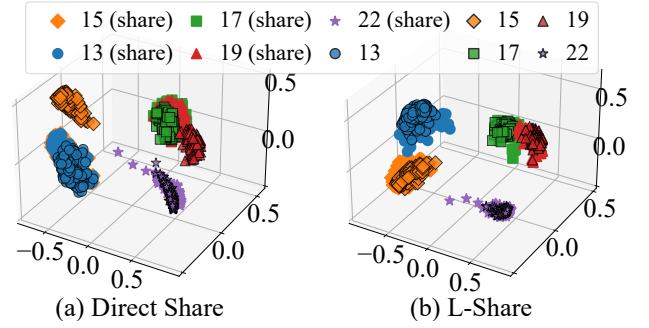 15 (share) 17 (share) 22 (share) 15 19
13 (share) 19 (share) 13 17 22
0.5 0.5
0.0 0.0
0.5 0.5
−0.5 0.0 0.5 0.0 −0.5 0.0 0.5 0.0
(a) Direct Share (b) L-Share